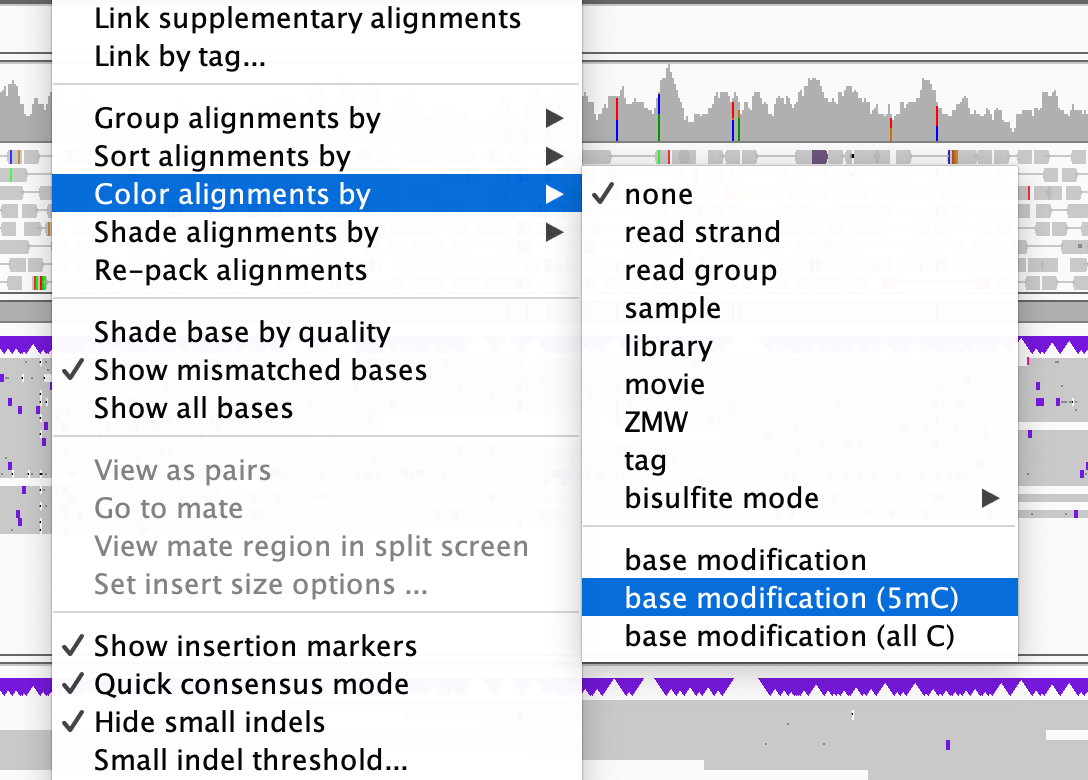 Link supplementary alignments
Link by tag...
Group alignments by
Sort alignments by
Color alignments by
Shade alignments by
Re-pack alignments
Shade base by quality
Show mismatched bases
Show all bases
View as pairs
Go to mate
View mate region in split screen
Set insert size options ...
Show insertion markers
Quick consensus mode
Hide small indels
Small indel threshold...
none
read strand
read group
sample
library
movie
ZMW
tag
bisulfite mode
base modification
base modification (5mC)
base modification (all C)